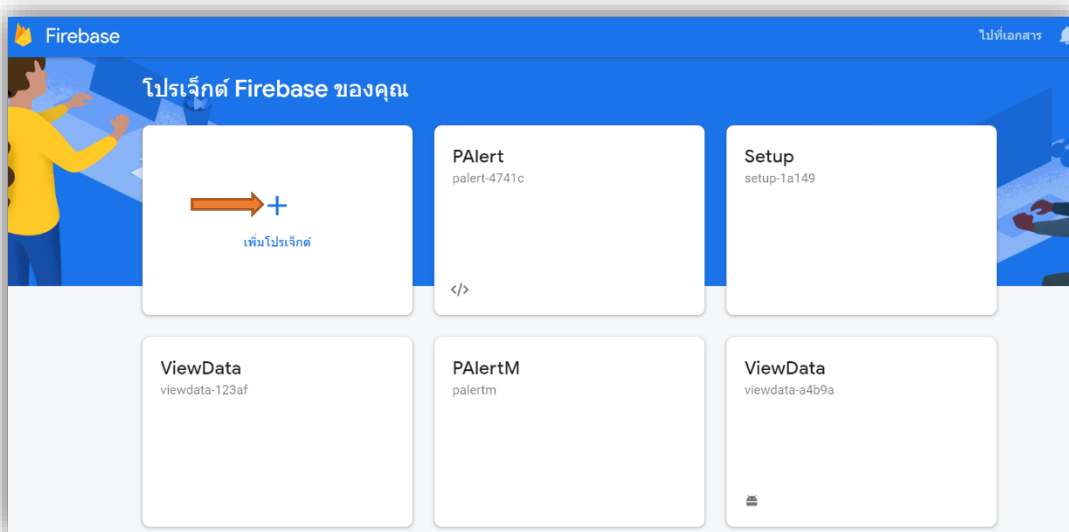 Firebase
ไปที่เอกสาร
โปรเจ็กต์ Firebase ของคุณ
เพิ่มโปรเจ็กต์
PAlert
palert-4741c
</>
Setup
setup-1a149
ViewData
viewdata-123af
PAlertM
palertm
ViewData
viewdata-a4b9a